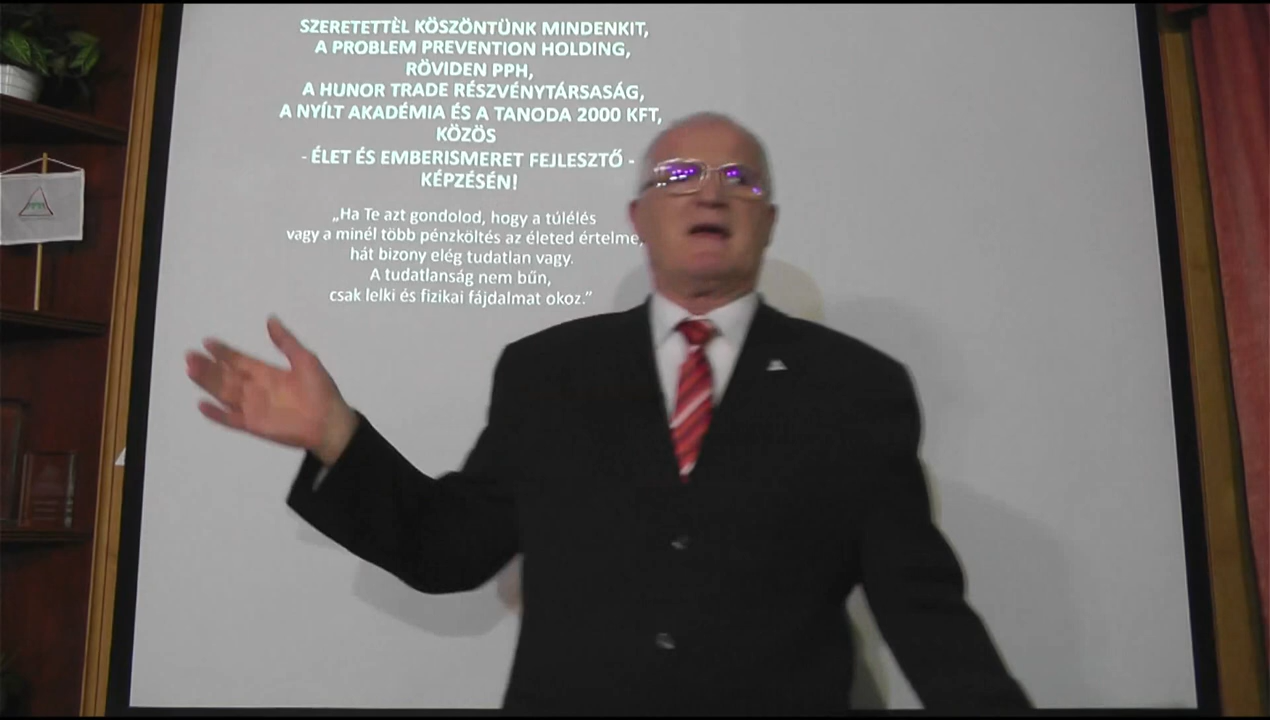 SZERETETTÈL KÖSZÖNTÜNK MINDENKIT,
A PROBLEM PREVENTION HOLDING,
RÖVIDEN PPH,
A HUNOR TRADE RÉSZVÉNYTÁRSASÁG,
A NYÍLT AKADÉMIA ÉS A TANODA 2000 KFT,
KÖZÖS
- ÉLET ÉS EMBERISMERET FEJLESZTŐ -
KÉPZÉSÉN!
„Ha Te azt gondolod, hogy a túlélés
vagy a minél több pénzköltés az életed értelme,
hát bizony elég tudatlan vagy.
A tudatlanság nem bűn,
csak lelki és fizikai fájdalmat okoz.”